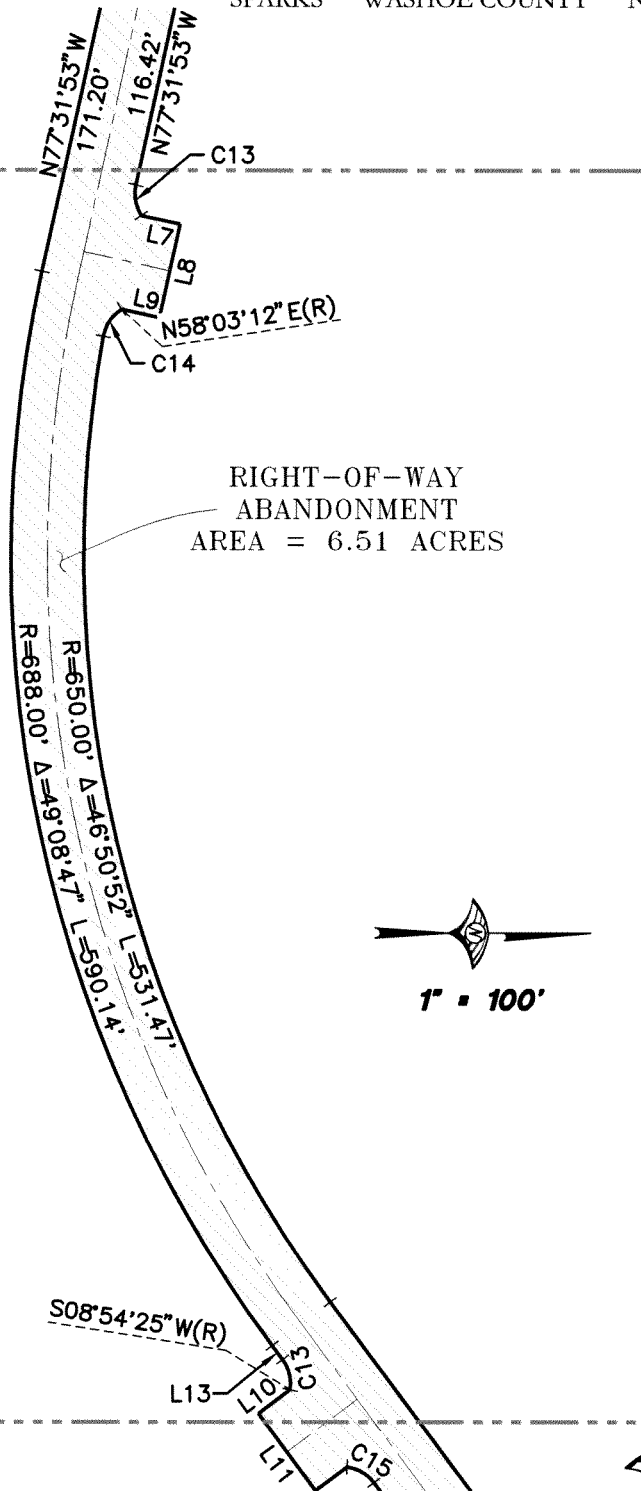 SPARKS WASHOE COUNTY
N77°31'53"W
171.20'
116.42'
N77°31'53"W
C13
L7
L8
L9
N58°03'12"E(R)
C14
RIGHT-OF-WAY
ABANDONMENT
AREA = 6.51 ACRES
R=688.00' Δ=49°08'47" L=590.14'
R=650.00' Δ=46°50'52" L=531.47'
1" = 100'
S08°54'25"W(R)
L13
L10
C13
L11
C15